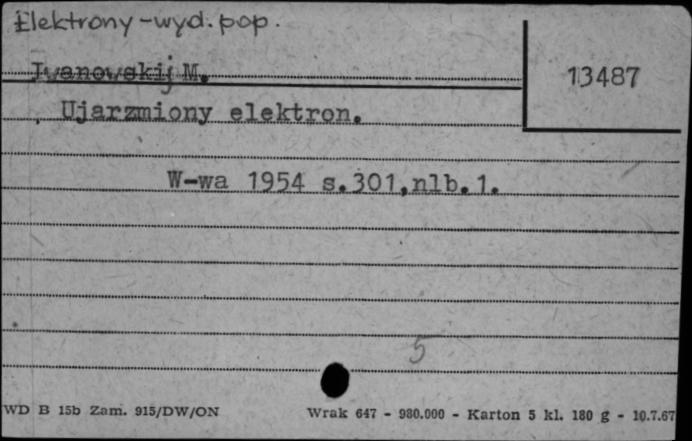 Elektrony-wyd.pop.
Iwanowskij M.
13487
Ujarzmiony elektron.
W-wa 1954 s.301,nlb.1.
5
WD B 15b Zam. 915/DW/ON
Wrak 647 - 980.000 - Karton 5 kl. 180 g - 10.7.67